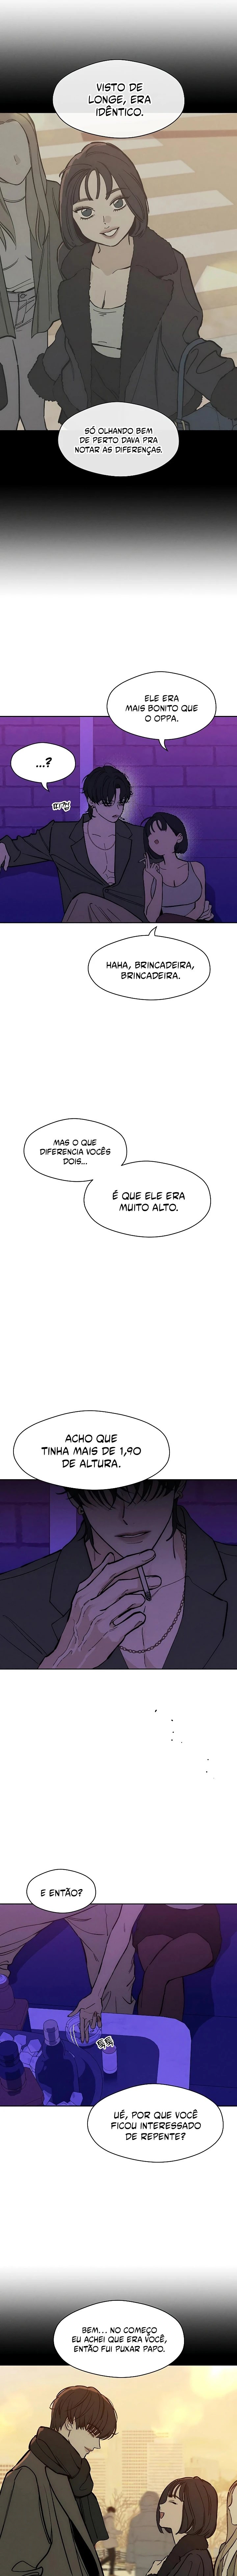 VISTO DE
LONGE, ERA
IDÊNTICO.
SÓ OLHANDO BEM
DE PERTO DAVA PRA
NOTAR AS DIFERENÇAS.
ELE ERA
MAIS BONITO QUE
O OPPA.
...?
HAHA, BRINCADEIRA,
BRINCADEIRA.
MAS O QUE
DIFERENCIA VOCÊS
DOIS...
É QUE ELE ERA
MUITO ALTO.
ACHO QUE
TINHA MAIS DE 1,90
DE ALTURA.
E ENTÃO?
톡톡
UÉ, POR QUE VOCÊ
FICOU INTERESSADO
DE REPENTE?
BEM... NO COMEÇO
EU ACHEI QUE ERA VOCÊ,
ENTÃO FUI PUXAR PAPO.